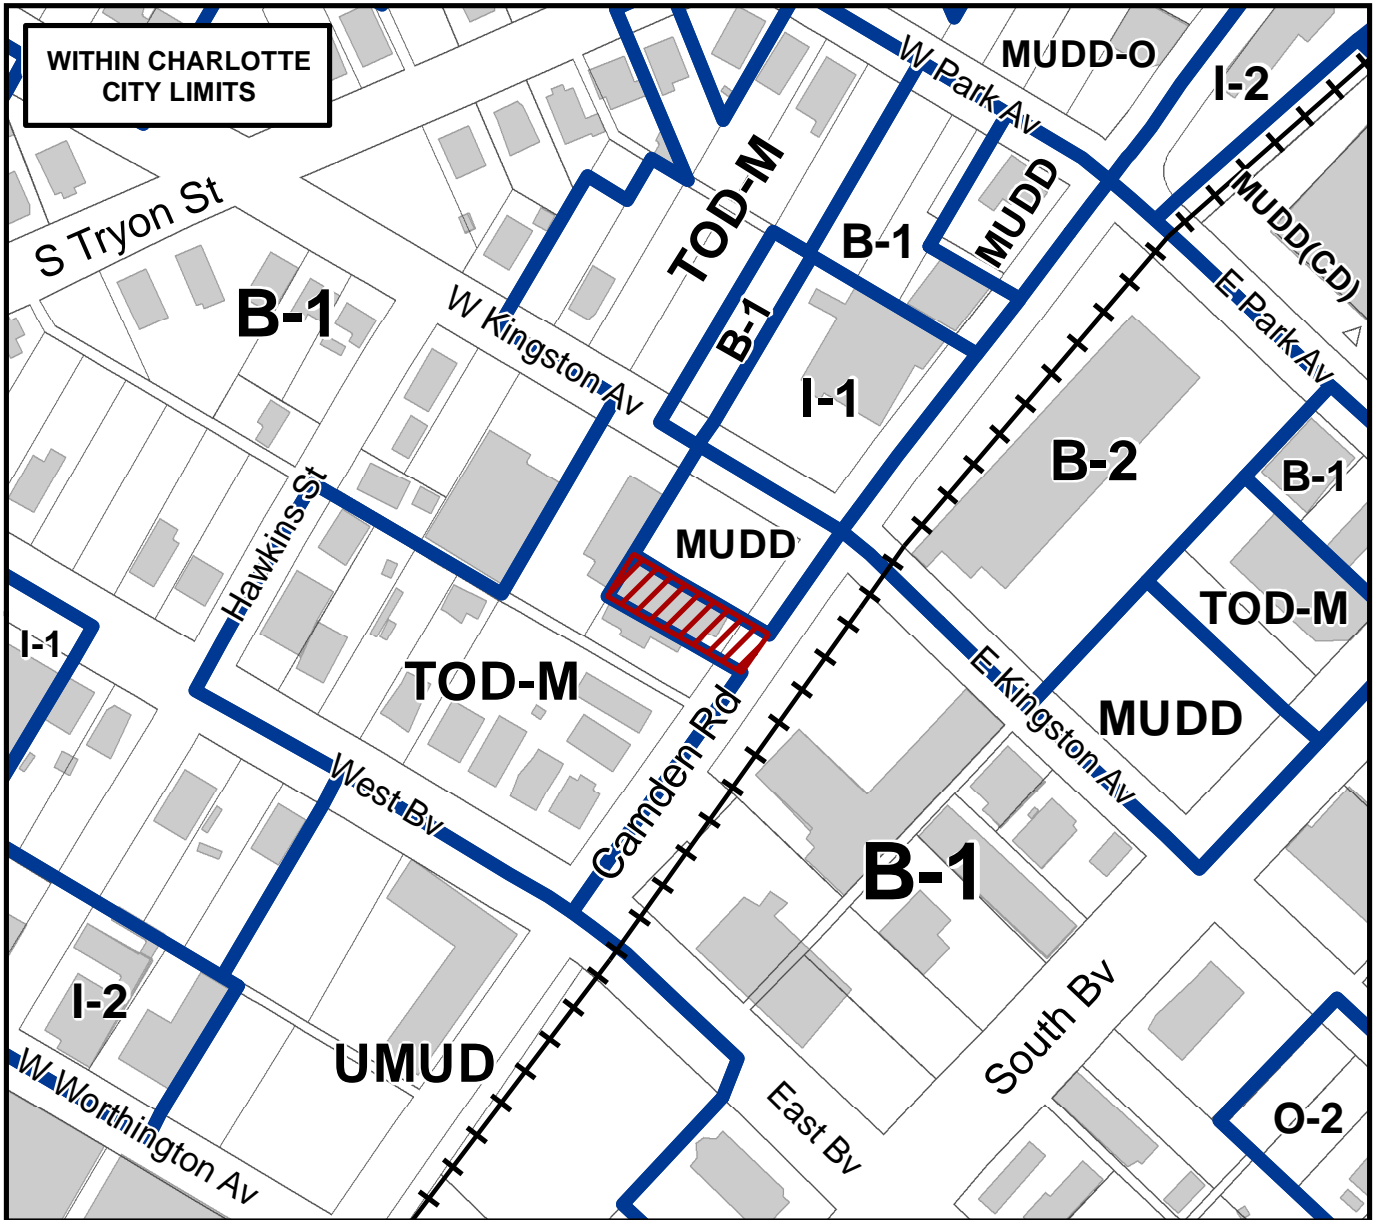 WITHIN CHARLOTTE
CITY LIMITS
W Park Av
MUDD-O
I-2
MUDD(CD)
S Tryon St
TOD-M
MUDD
B-1
E Park Av
B-1
W Kingston Av
B-1
I-1
B-2
B-1
Hawkins St
MUDD
TOD-M
I-1
TOD-M
E Kingston Av
MUDD
Camden Rd
West Bv
B-1
I-2
UMUD
South Bv
W Worthington Av
East Bv
O-2